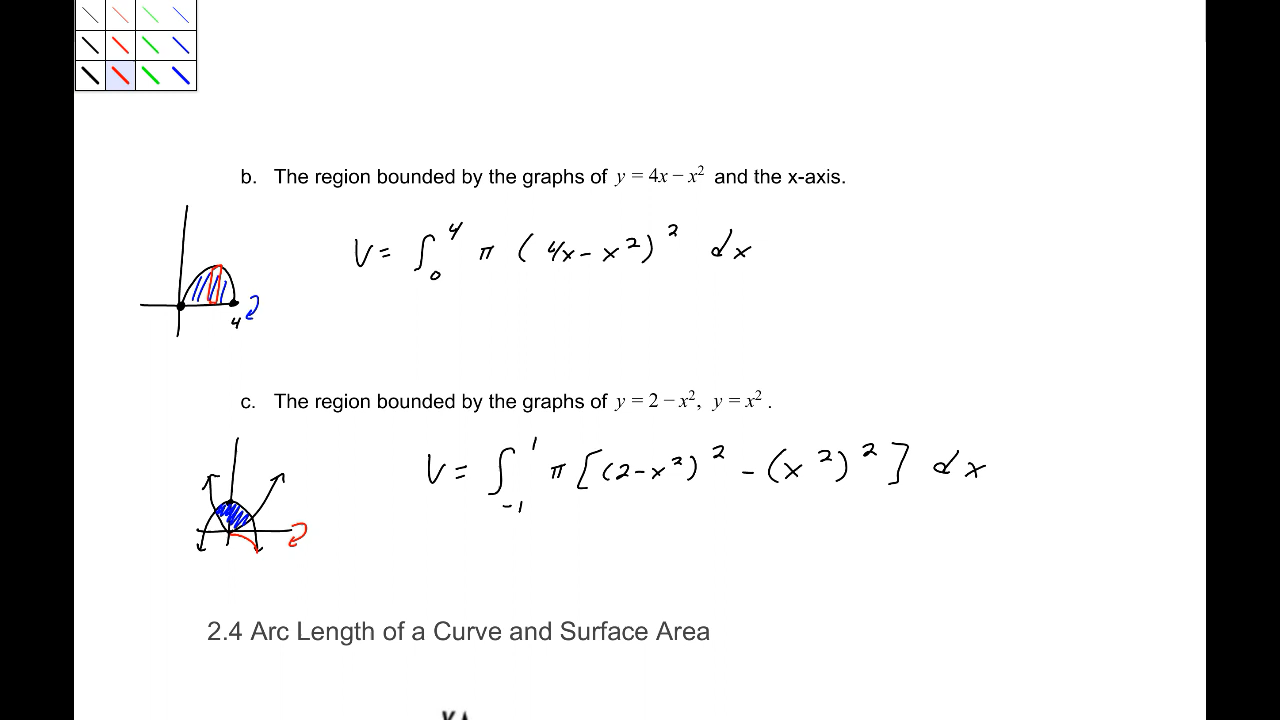 b. The region bounded by the graphs of y = 4x − x² and the x-axis.
V = ∫₀⁴ π (4x − x²)² dx
4
c. The region bounded by the graphs of y = 2 − x², y = x² .
V = ∫₋₁¹ π [(2 − x²)² − (x²)²] dx
2.4 Arc Length of a Curve and Surface Area